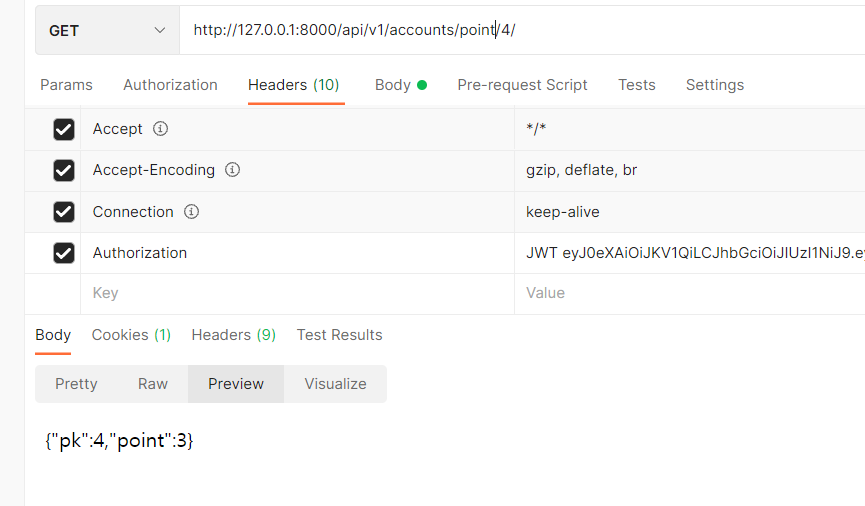 GET http://127.0.0.1:8000/api/v1/accounts/point/4/
Params Authorization Headers (10) Body Pre-request Script Tests Settings
Accept */*
Accept-Encoding gzip, deflate, br
Connection keep-alive
Authorization JWT eyJ0eXAiOiJKV1QiLCJhbGciOiJIUzI1NiJ9.ey
Key Value
Body Cookies (1) Headers (9) Test Results
Pretty Raw Preview Visualize
{"pk":4,"point":3}